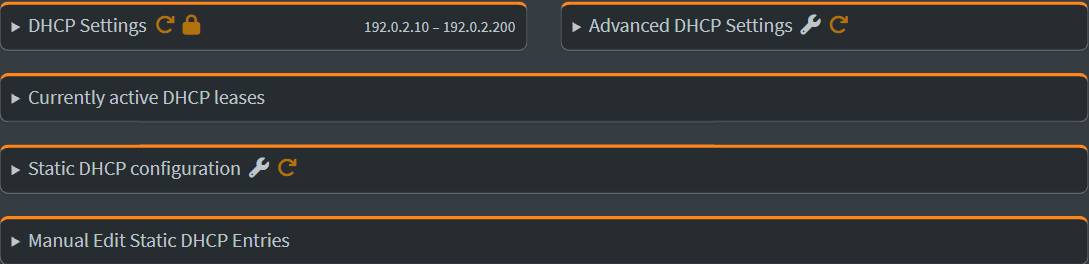 DHCP Settings 192.0.2.10 – 192.0.2.200
Advanced DHCP Settings
Currently active DHCP leases
Static DHCP configuration
Manual Edit Static DHCP Entries